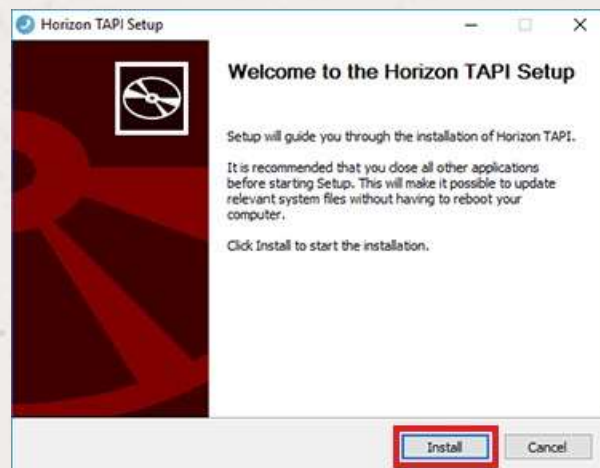 Horizon TAPI Setup
Welcome to the Horizon TAPI Setup
Setup will guide you through the installation of Horizon TAPI.
It is recommended that you close all other applications
before starting Setup. This will make it possible to update
relevant system files without having to reboot your
computer.
Click Install to start the installation.
Install
Cancel